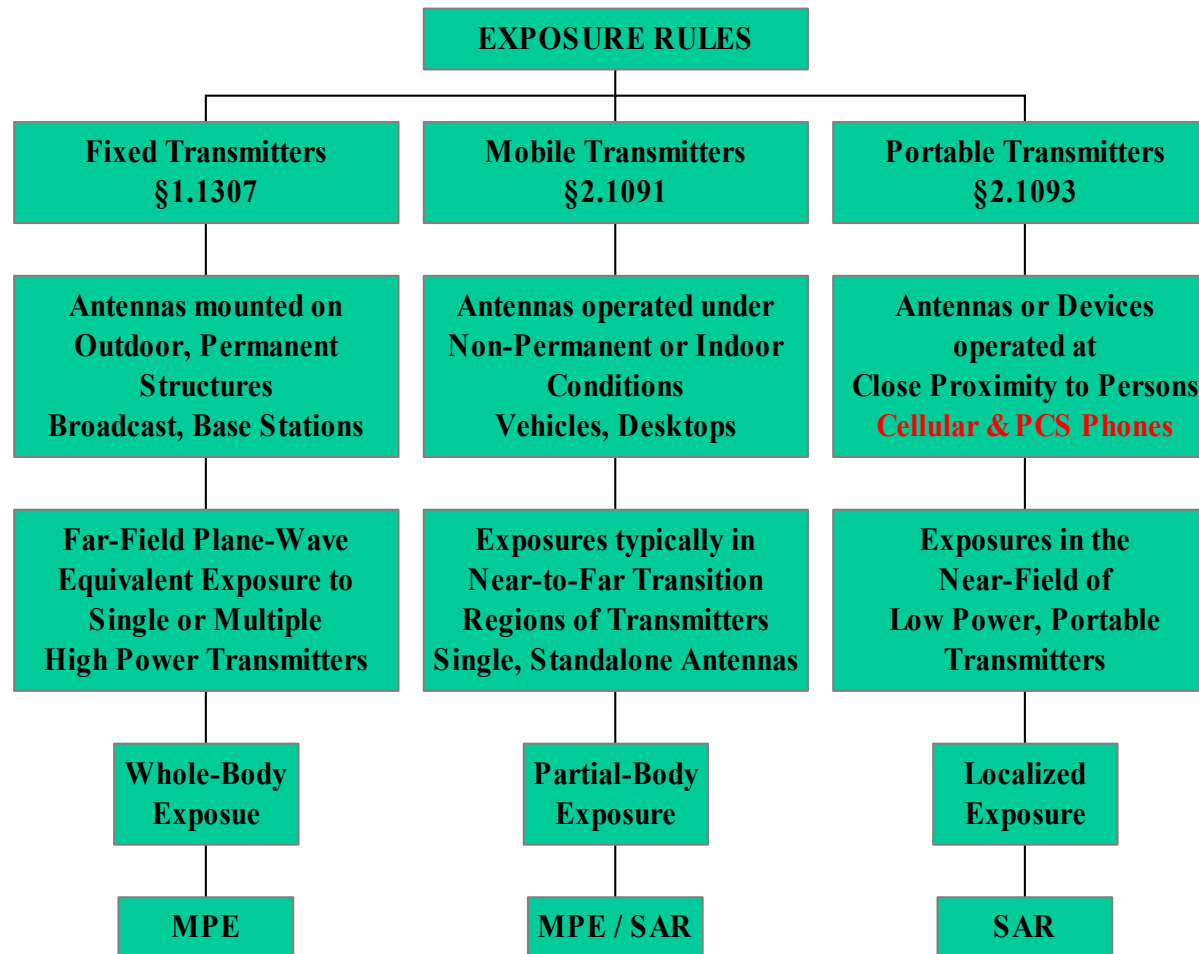 EXPOSURE RULES
Fixed Transmitters
§1.1307
Mobile Transmitters
§2.1091
Portable Transmitters
§2.1093
Antennas mounted on
Outdoor, Permanent
Structures
Broadcast, Base Stations
Antennas operated under
Non-Permanent or Indoor
Conditions
Vehicles, Desktops
Antennas or Devices
operated at
Close Proximity to Persons
Cellular & PCS Phones
Far-Field Plane-Wave
Equivalent Exposure to
Single or Multiple
High Power Transmitters
Exposures typically in
Near-to-Far Transition
Regions of Transmitters
Single, Standalone Antennas
Exposures in the
Near-Field of
Low Power, Portable
Transmitters
Whole-Body
Exposue
Partial-Body
Exposure
Localized
Exposure
MPE
MPE / SAR
SAR